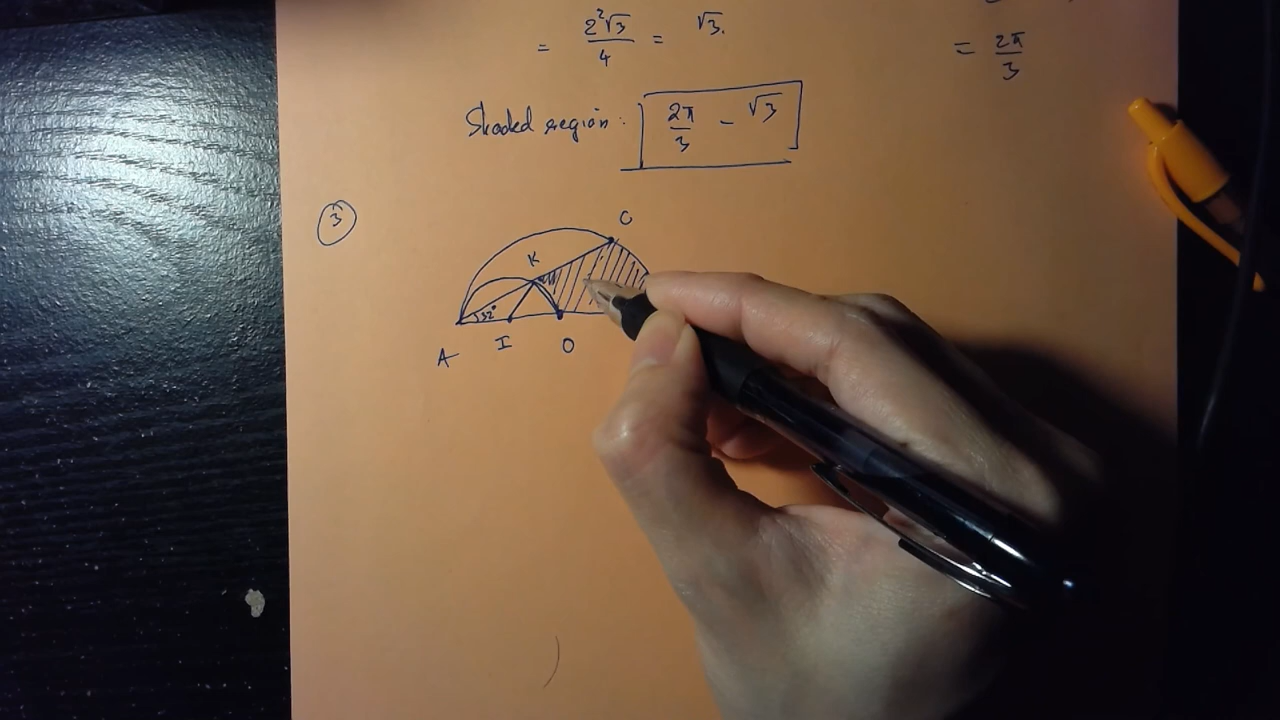 = 2²√3/4 = √3.
= 2π/3
Shaded region: 2π/3 - √3
3
C
K
32°
A I O